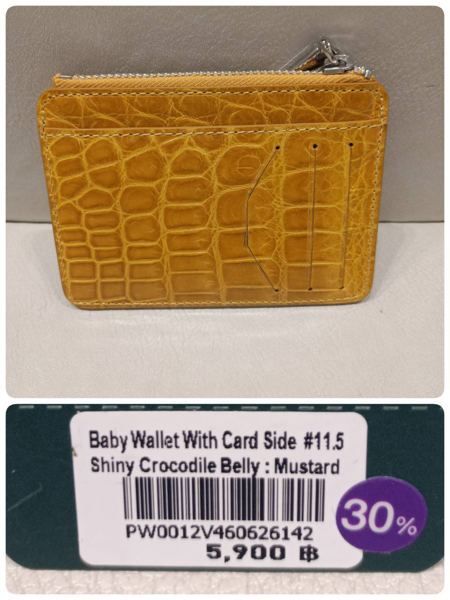 Baby Wallet With Card Side #11.5
Shiny Crocodile Belly : Mustard
PW0012V460626142
5,900 ฿
30%